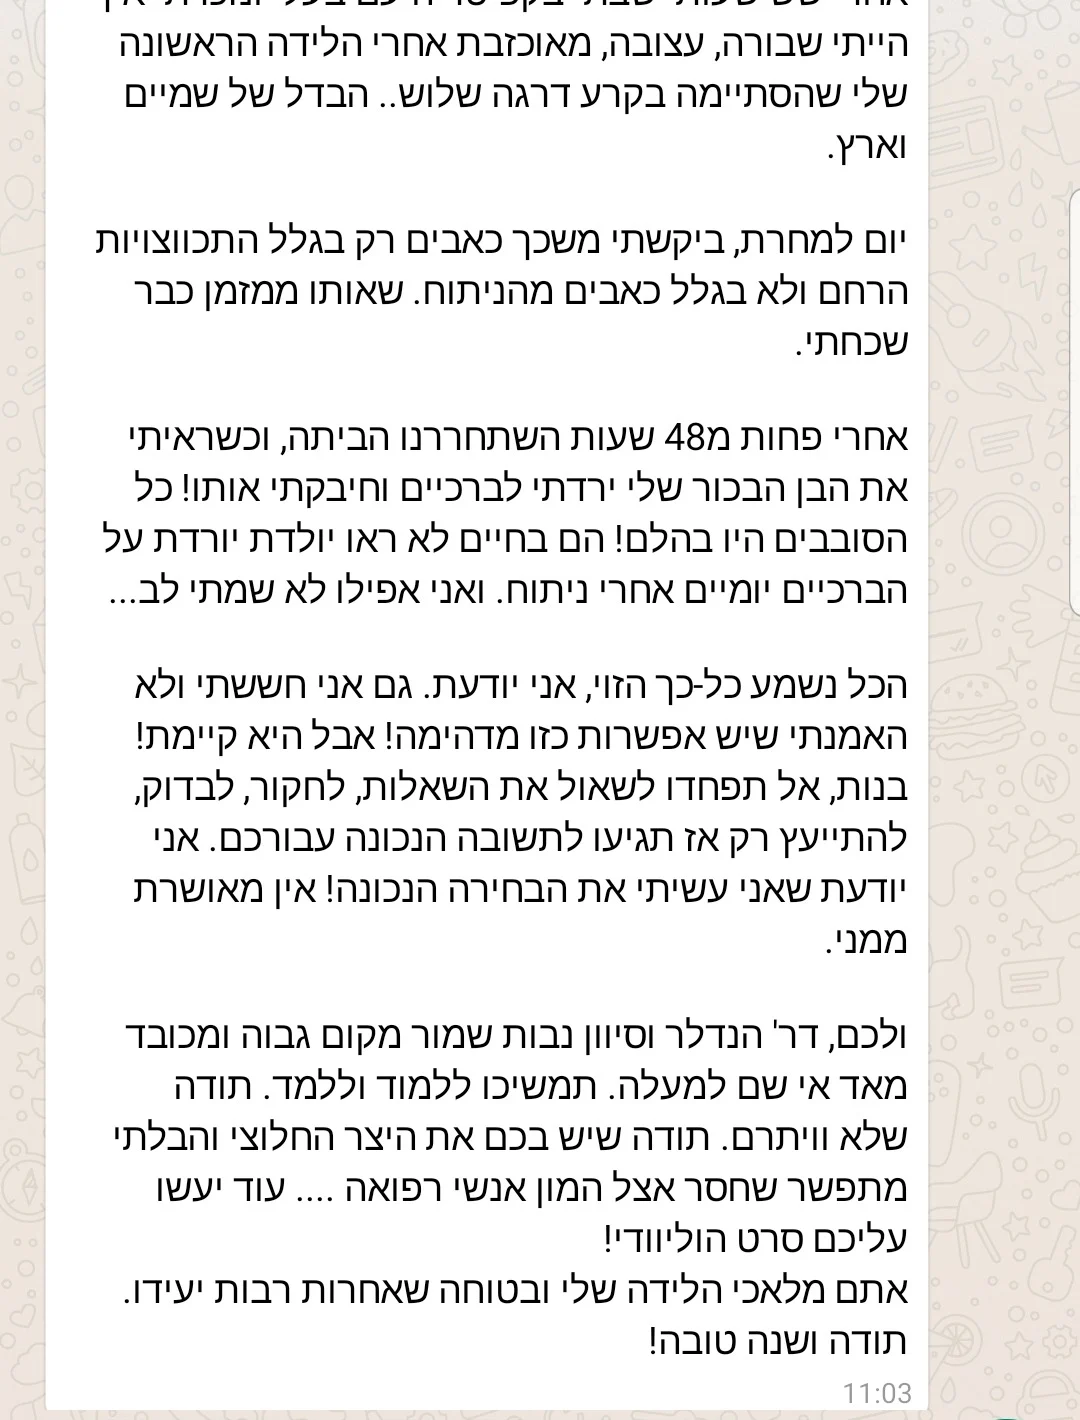 הייתי שבורה, עצובה, מאוכזבת אחרי הלידה הראשונה
שלי שהסתיימה בקרע דרגה שלוש.. הבדל של שמיים
וארץ.
יום למחרת, ביקשתי משכך כאבים רק בגלל התכווצויות
הרחם ולא בגלל כאבים מהניתוח. שאותו ממזמן כבר
שכחתי.
אחרי פחות מ48 שעות השתחררנו הביתה, וכשראיתי
את הבן הבכור שלי ירדתי לברכיים וחיבקתי אותו! כל
הסובבים היו בהלם! הם בחיים לא ראו יולדת יורדת על
הברכיים יומיים אחרי ניתוח. ואני אפילו לא שמתי לב...
הכל נשמע כל-כך הזוי, אני יודעת. גם אני חששתי ולא
האמנתי שיש אפשרות כזו מדהימה! אבל היא קיימת!
בנות, אל תפחדו לשאול את השאלות, לחקור, לבדוק,
להתייעץ רק אז תגיעו לתשובה הנכונה עבורכם. אני
יודעת שאני עשיתי את הבחירה הנכונה! אין מאושרת
ממני.
ולכם, דר' הנדלר וסיוון נבות שמור מקום גבוה ומכובד
מאד אי שם למעלה. תמשיכו ללמוד וללמד. תודה
שלא וויתרם. תודה שיש בכם את היצר החלוצי והבלתי
מתפשר שחסר אצל המון אנשי רפואה .... עוד יעשו
עליכם סרט הוליוודי!
אתם מלאכי הלידה שלי ובטוחה שאחרות רבות יעידו.
תודה ושנה טובה!
11:03